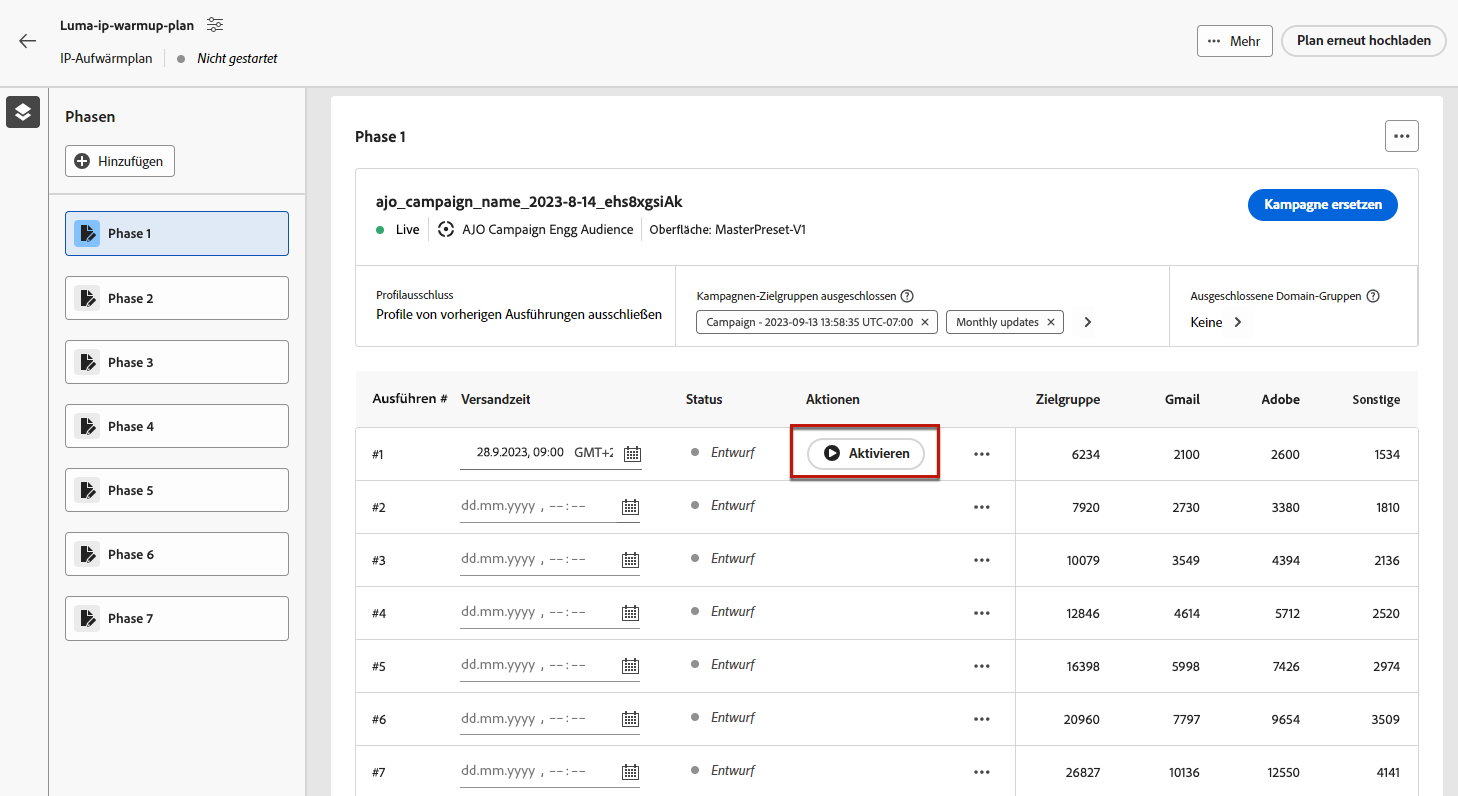 Luma-ip-warmup-plan
IP-Aufwärmplan Nicht gestartet
Mehr
Plan erneut hochladen
Phasen
Hinzufügen
Phase 1
Phase 2
Phase 3
Phase 4
Phase 5
Phase 6
Phase 7
Phase 1
ajo_campaign_name_2023-8-14_ehs8xgsiAk
Kampagne ersetzen
Live AJO Campaign Engg Audience Oberfläche: MasterPreset-V1
Profilausschluss
Profile von vorherigen Ausführungen ausschließen
Kampagnen-Zielgruppen ausgeschlossen
Campaign - 2023-09-13 13:58:35 UTC-07:00 Monthly updates
Ausgeschlossene Domain-Gruppen
Keine
Ausführen # Versandzeit Status Aktionen Zielgruppe Gmail Adobe Sonstige
#1 28.9.2023, 09:00 GMT+2 Entwurf Aktivieren 6234 2100 2600 1534
#2 dd.mm.yyyy , --:-- Entwurf 7920 2730 3380 1810
#3 dd.mm.yyyy , --:-- Entwurf 10079 3549 4394 2136
#4 dd.mm.yyyy , --:-- Entwurf 12846 4614 5712 2520
#5 dd.mm.yyyy , --:-- Entwurf 16398 5998 7426 2974
#6 dd.mm.yyyy , --:-- Entwurf 20960 7797 9654 3509
#7 dd.mm.yyyy , --:-- Entwurf 26827 10136 12550 4141